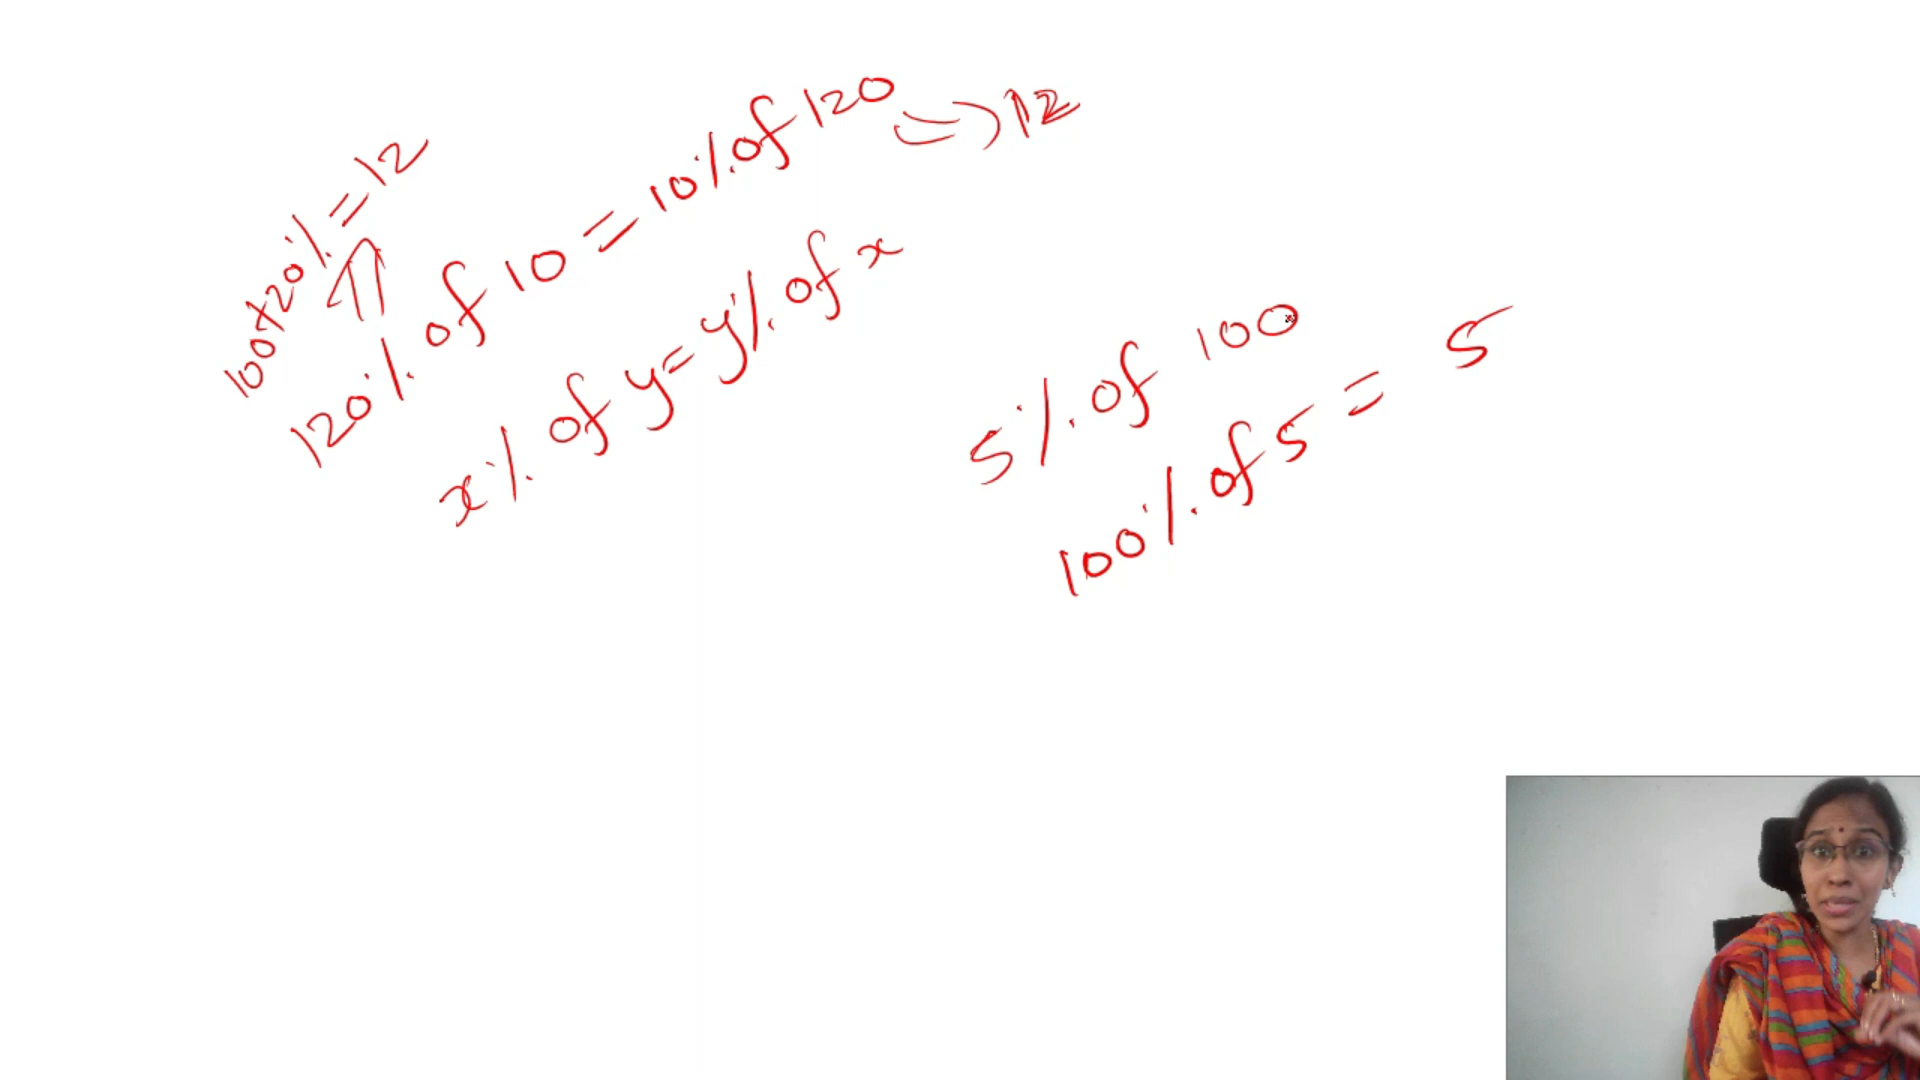 100+20% = 12
120% of 10 = 10% of 120 => 12
x% of y = y% of x
5% of 100
100% of 5 = 5